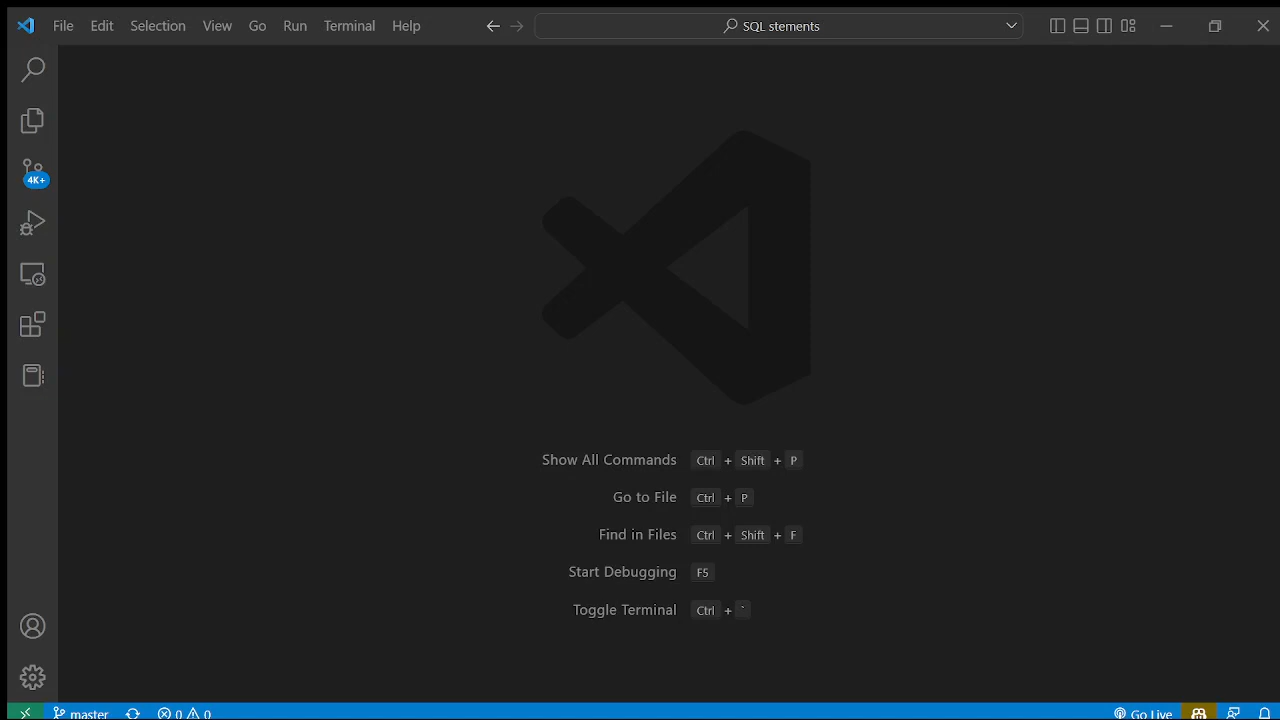 File Edit Selection View Go Run Terminal Help SQL stements
4K+
Show All Commands Ctrl + Shift + P
Go to File Ctrl + P
Find in Files Ctrl + Shift + F
Start Debugging F5
Toggle Terminal Ctrl + `
master 0 0 Go Live